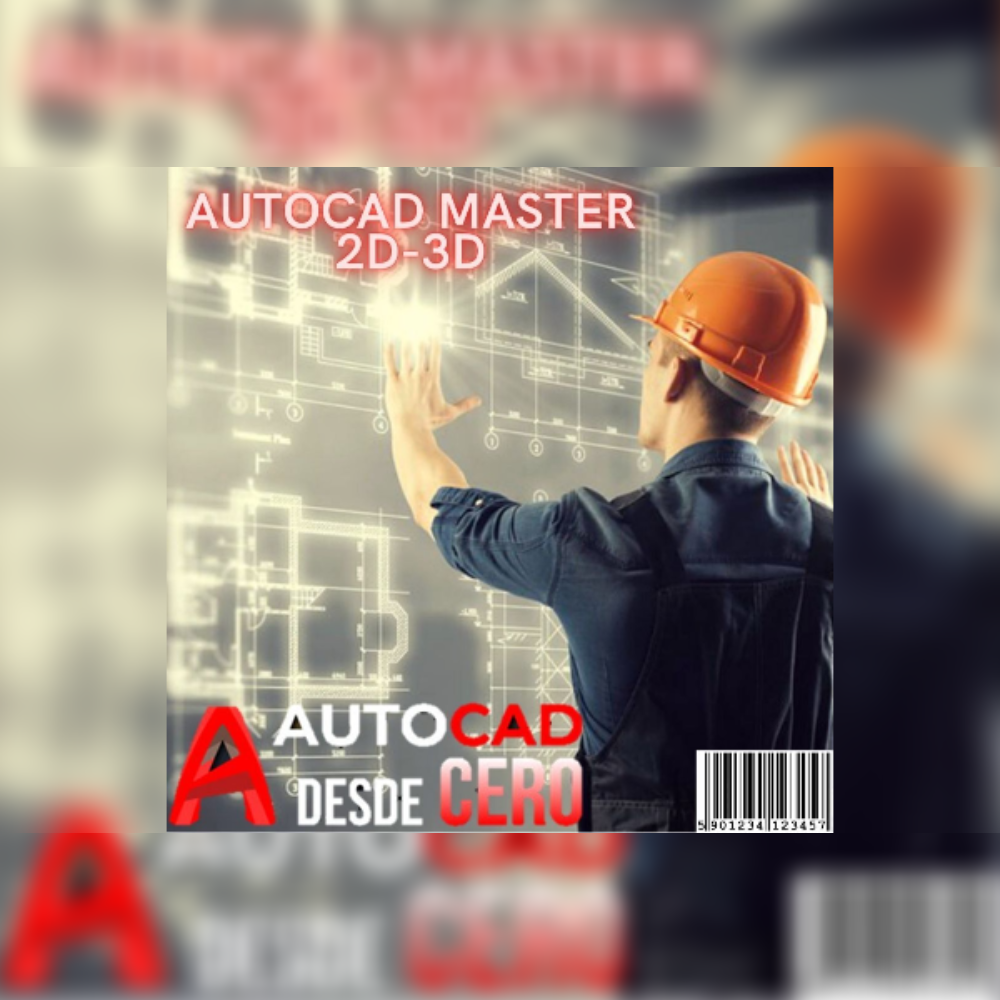 AUTOCAD MASTER
2D-3D
AUTOCAD
DESDE CERO
5 901234 123457